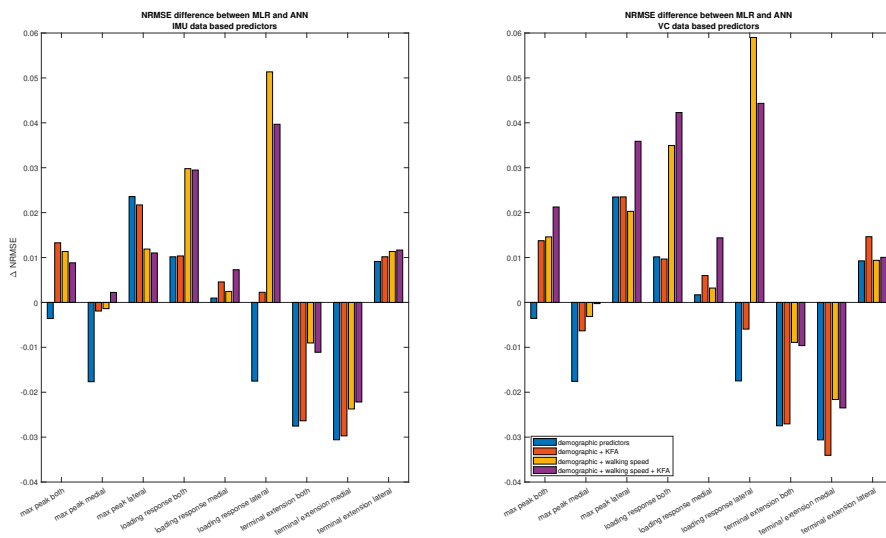 NRMSE difference between MLR and ANN
IMU data based predictors
Δ NRMSE
0.06
0.05
0.04
0.03
0.02
0.01
0
-0.01
-0.02
-0.03
-0.04
max peak both
max peak medial
max peak lateral
loading response both
loading response medial
loading response lateral
terminal extension both
terminal extension medial
terminal extension lateral
NRMSE difference between MLR and ANN
VC data based predictors
0.06
0.05
0.04
0.03
0.02
0.01
0
-0.01
-0.02
-0.03
-0.04
demographic predictors
demographic + KFA
demographic + walking speed
demographic + walking speed + KFA
max peak both
max peak medial
max peak lateral
loading response both
loading response medial
loading response lateral
terminal extension both
terminal extension medial
terminal extension lateral